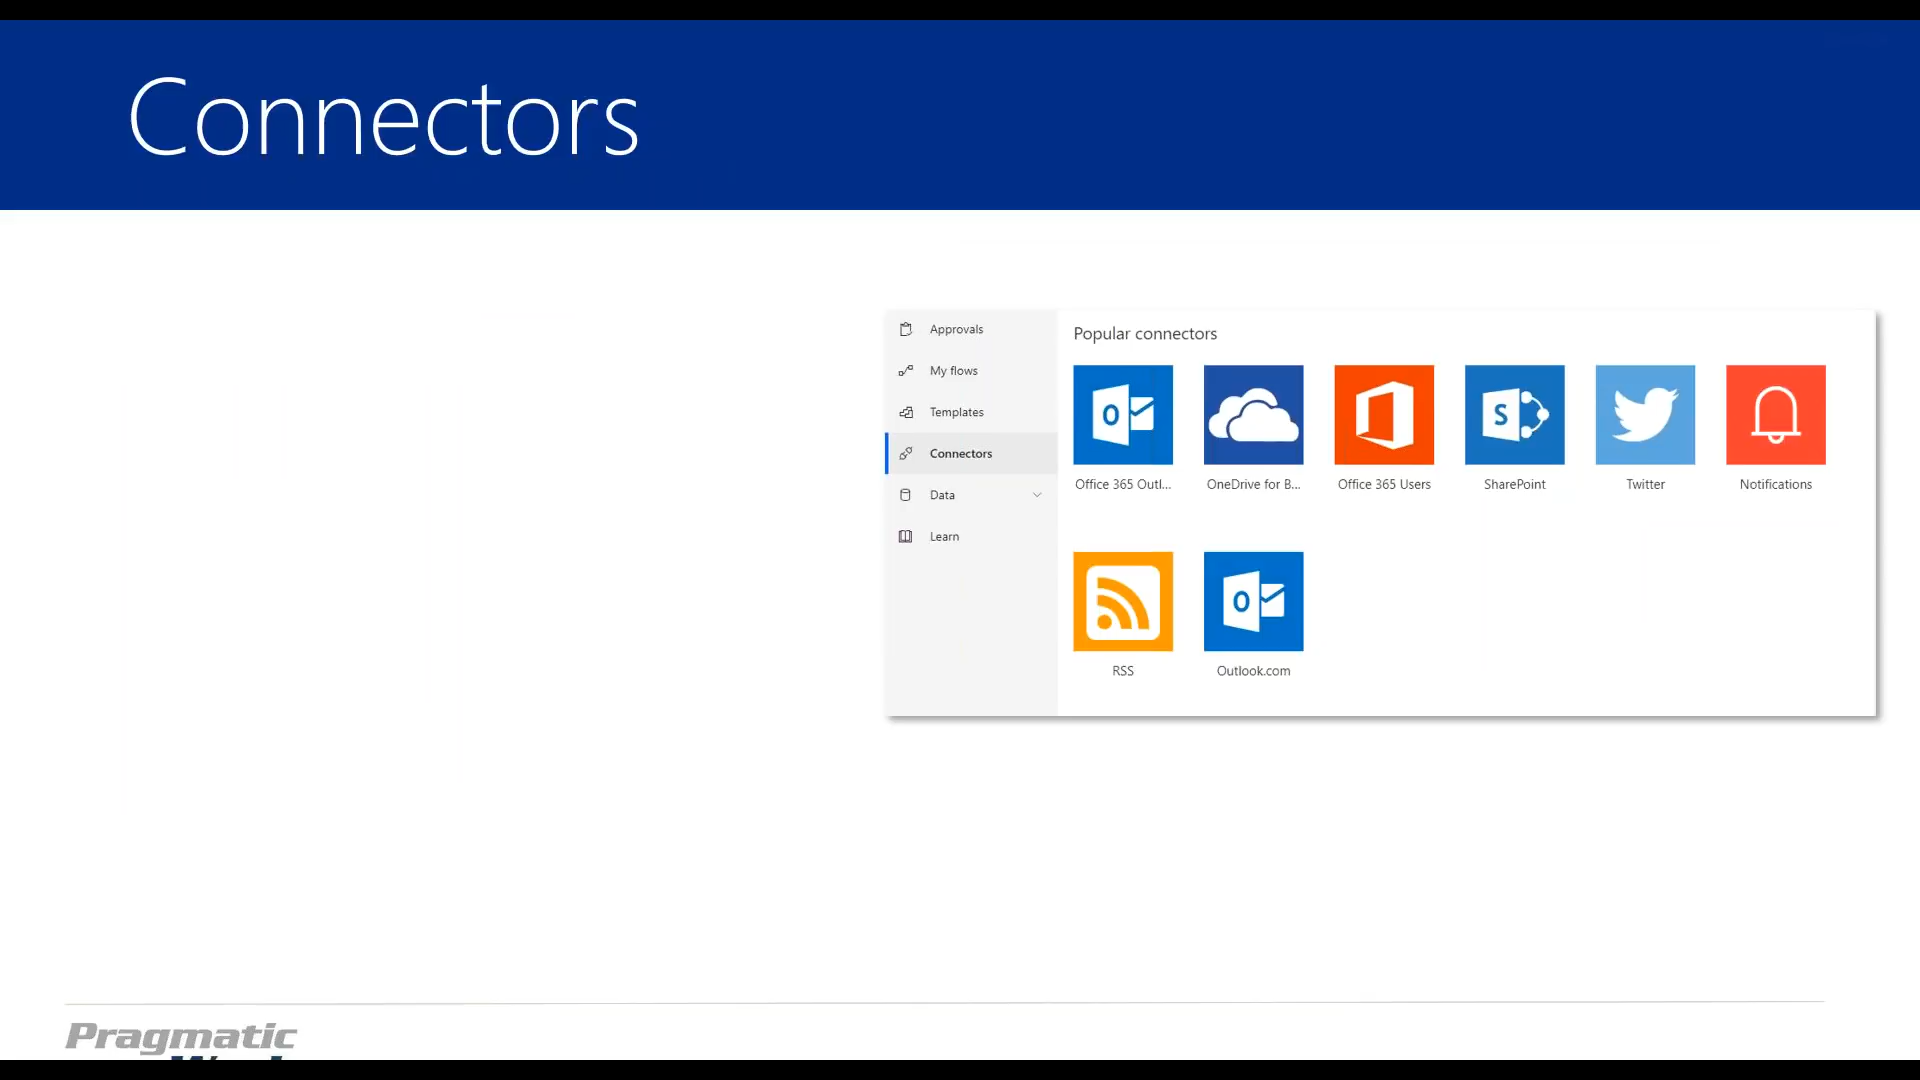 Connectors
Approvals
My flows
Templates
Connectors
Data
Learn
Popular connectors
Office 365 Outl...
OneDrive for B...
Office 365 Users
SharePoint
Twitter
Notifications
RSS
Outlook.com
Pragmatic